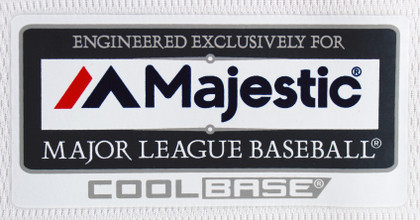 ENGINEERED EXCLUSIVELY FOR
Majestic®
MAJOR LEAGUE BASEBALL®
COOLBASE®